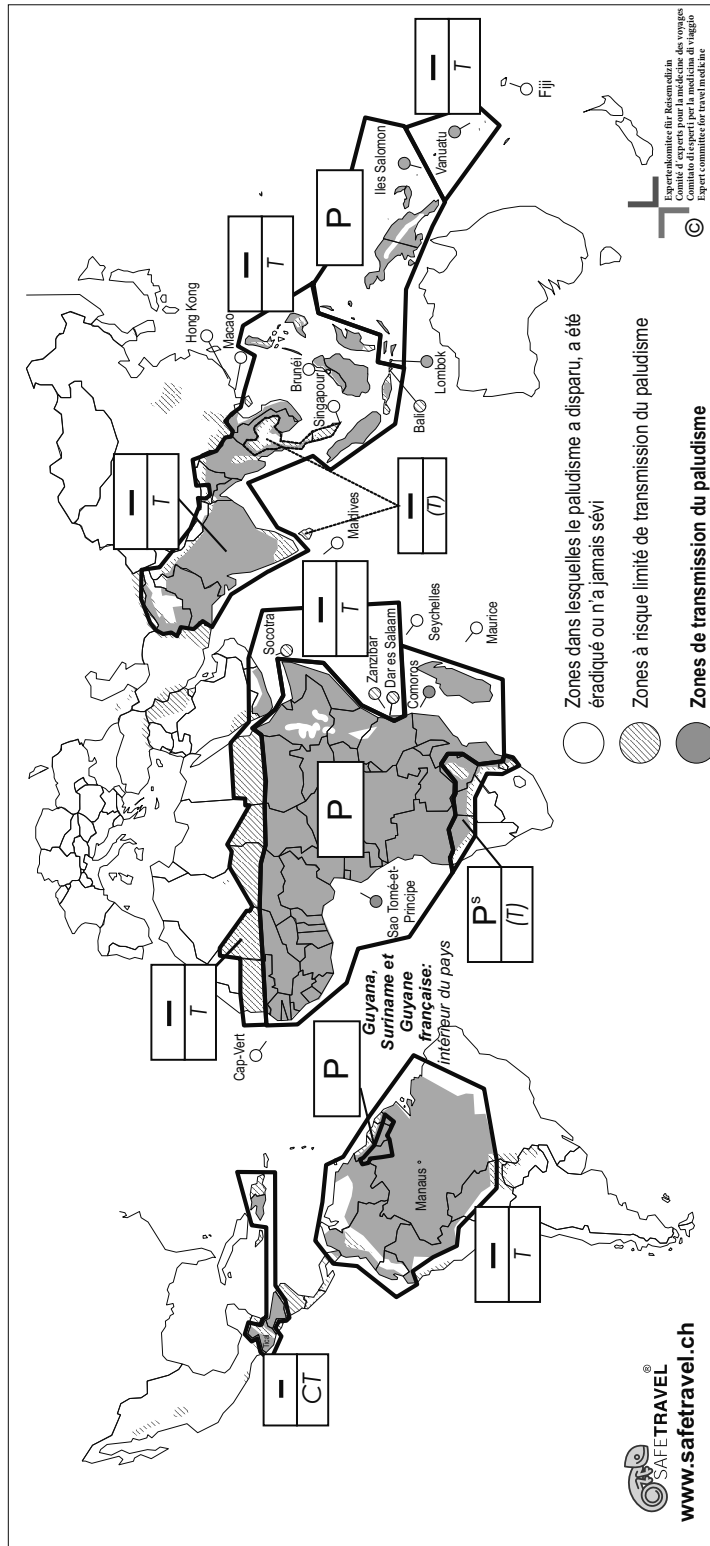 –
CT
–
T
Manaus °
P
Guyana,
Suriname et
Guyane
française:
intérieur du pays
Cap-Vert
–
T
Sao Tomé-et-
Principe
P
P^S
(T)
Socotra
–
T
Zanzibar
Dar es Salaam
Comoros
Seychelles
Maurice
–
T
Maldives
–
(T)
Hong Kong
Macao
Brunéi
Singapour
Bali
Lombok
–
T
P
Iles Salomon
Vanuatu
–
T
Fiji
Zones dans lesquelles le paludisme a disparu, a été
éradiqué ou n'a jamais sévi
Zones à risque limité de transmission du paludisme
Zones de transmission du paludisme
SAFETRAVEL®
www.safetravel.ch
©
Expertenkomitee für Reisemedizin
Comité d'experts pour la médecine des voyages
Comitato di esperti per la medicina di viaggio
Expert committee for travel medicine